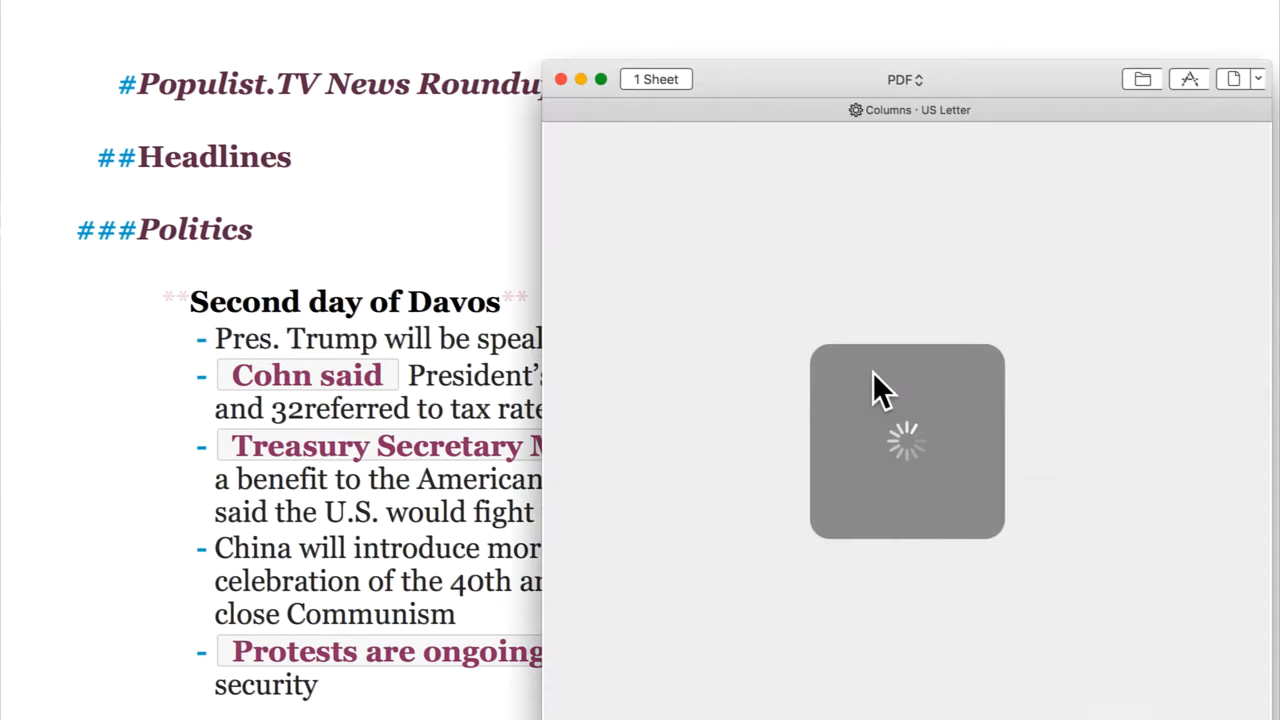 #Populist.TV News Roundu
##Headlines
###Politics
**Second day of Davos**
- Pres. Trump will be speak
- Cohn said President's
and 32referred to tax rate
- Treasury Secretary M
a benefit to the American
said the U.S. would fight
- China will introduce mor
celebration of the 40th an
close Communism
- Protests are ongoing
security
1 Sheet
PDF
Columns · US Letter